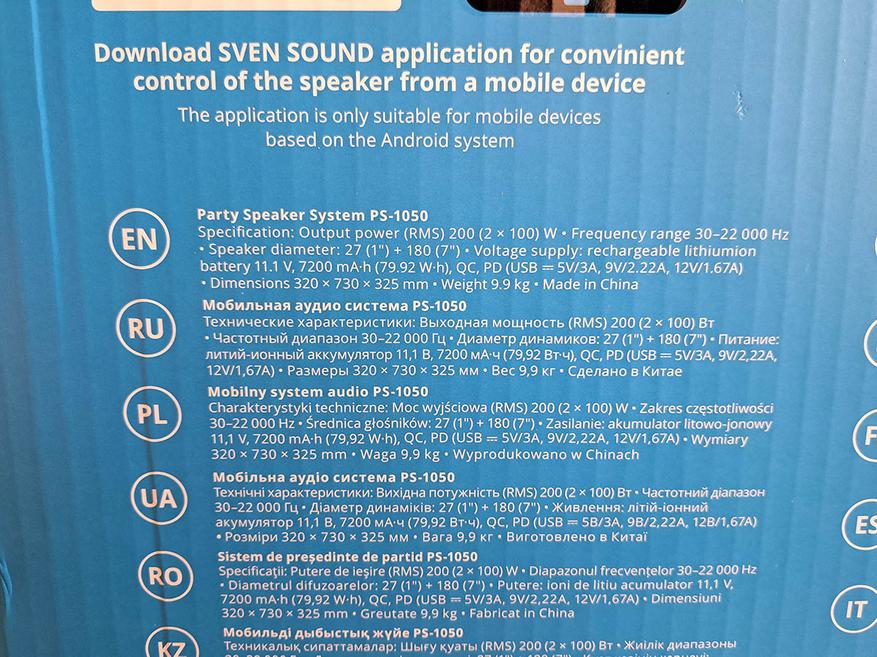 Download SVEN SOUND application for convinient
control of the speaker from a mobile device
The application is only suitable for mobile devices
based on the Android system
EN
Party Speaker System PS-1050
Specification: Output power (RMS) 200 (2 × 100) W • Frequency range 30–22 000 Hz
• Speaker diameter: 27 (1") + 180 (7") • Voltage supply: rechargeable lithiumion
battery 11.1 V, 7200 mA·h (79.92 W·h), QC, PD (USB ⎓ 5V/3A, 9V/2.22A, 12V/1.67A)
• Dimensions 320 × 730 × 325 mm • Weight 9.9 kg • Made in China
RU
Мобильная аудио система PS-1050
Технические характеристики: Выходная мощность (RMS) 200 (2 × 100) Вт
• Частотный диапазон 30–22 000 Гц • Диаметр динамиков: 27 (1") + 180 (7") • Питание:
литий-ионный аккумулятор 11,1 В, 7200 мА·ч (79,92 Вт·ч), QC, PD (USB ⎓ 5V/3A, 9V/2,22A,
12V/1,67A) • Размеры 320 × 730 × 325 мм • Вес 9,9 кг • Сделано в Китае
PL
Mobilny system audio PS-1050
Charakterystyki techniczne: Moc wyjściowa (RMS) 200 (2 × 100) W • Zakres częstotliwości
30–22 000 Hz • Średnica głośników: 27 (1") + 180 (7") • Zasilanie: akumulator litowo-jonowy
11,1 V, 7200 mA·h (79,92 W·h), QC, PD (USB ⎓ 5V/3A, 9V/2,22A, 12V/1,67A) • Wymiary
320 × 730 × 325 mm • Waga 9,9 kg • Wyprodukowano w Chinach
UA
Мобільна аудіо система PS-1050
Технічні характеристики: Вихідна потужність (RMS) 200 (2 × 100) Вт • Частотний діапазон
30–22 000 Гц • Діаметр динаміків: 27 (1") + 180 (7") • Живлення: літій-іонний
акумулятор 11,1 В, 7200 мА·ч (79,92 Вт·ч), QC, PD (USB ⎓ 5В/3А, 9В/2,22А, 12В/1,67А)
• Розміри 320 × 730 × 325 мм • Вага 9,9 кг • Виготовлено в Китаї
RO
Sistem de președinte de partid PS-1050
Specificații: Putere de ieșire (RMS) 200 (2 × 100) W • Diapazonul frecvențelor 30–22 000 Hz
• Diametrul difuzoarelor: 27 (1") + 180 (7") • Putere: ioni de litiu acumulator 11,1 V,
7200 mA·h (79,92 W·h), QC, PD (USB ⎓ 5V/3A, 9V/2,22A, 12V/1,67A) • Dimensiuni
320 × 730 × 325 mm • Greutate 9,9 kg • Fabricat in China
KZ
Мобильді дыбыстық жүйе PS-1050
Техникалық сипаттамалар: Шығу қуаты (RMS) 200 (2 × 100) Вт • Жиілік диапазоны
ES
IT